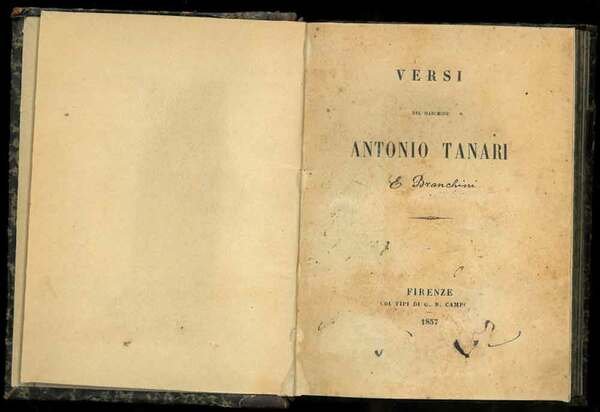 VERSI
DEL MARCHESE
ANTONIO TANARI
E Branchini
FIRENZE
COI TIPI DI G. B. CAMPO
1857